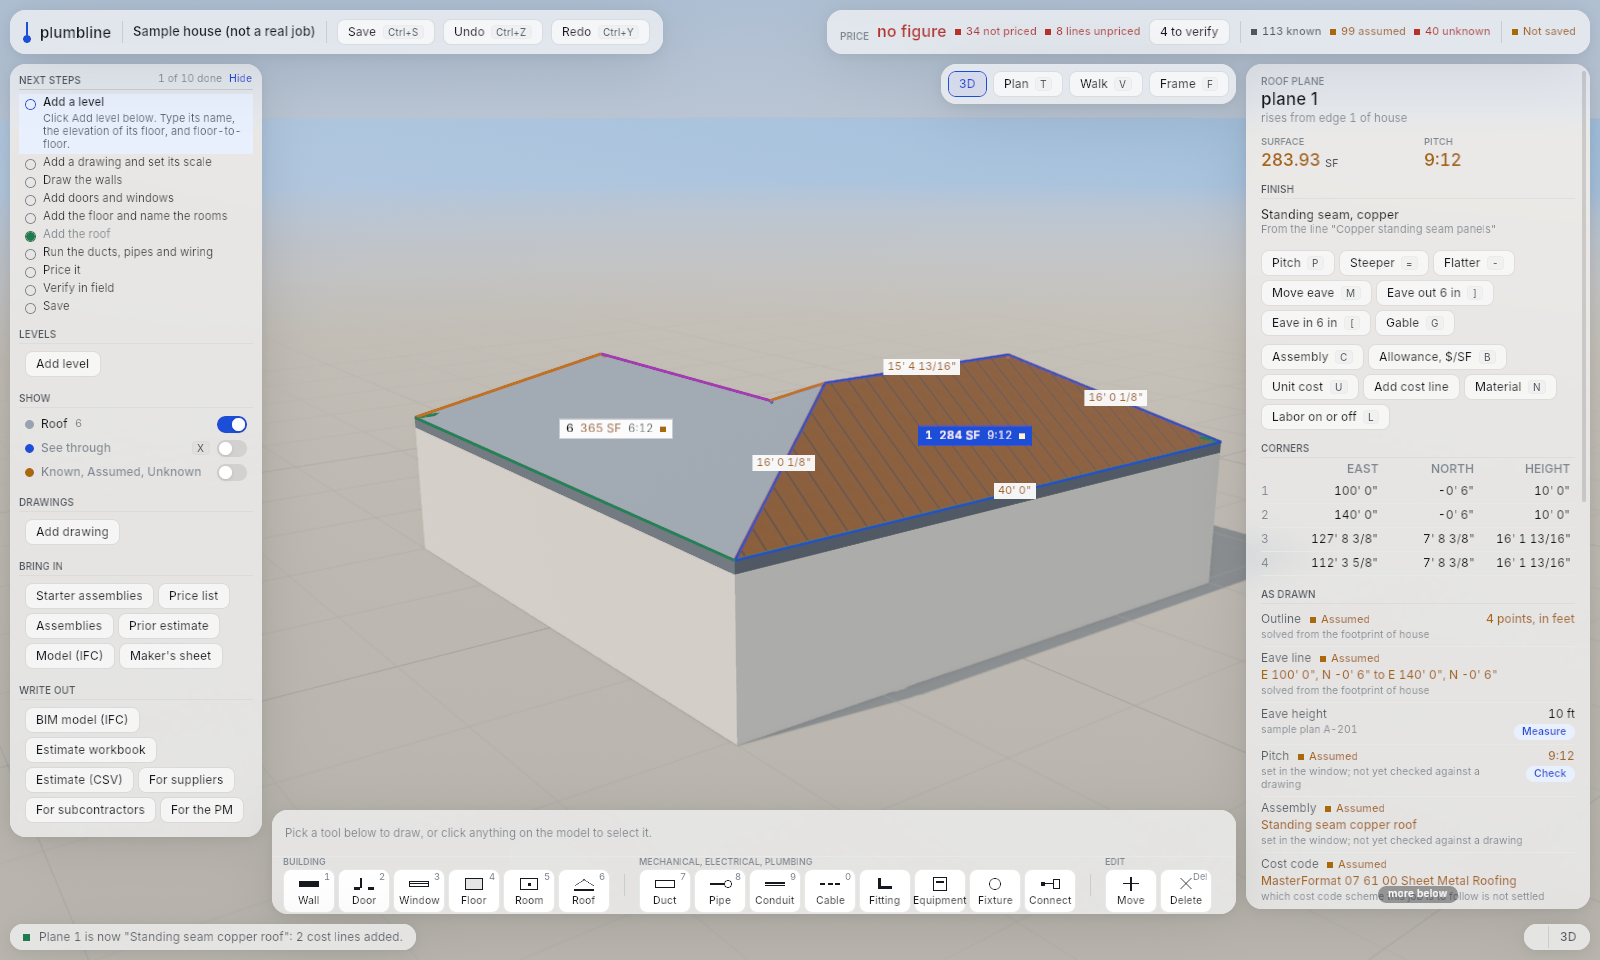 plumbline
Sample house (not a real job)
Save Ctrl+S
Undo Ctrl+Z
Redo Ctrl+Y
PRICE no figure
34 not priced
8 lines unpriced
4 to verify
113 known
99 assumed
40 unknown
Not saved
NEXT STEPS
1 of 10 done Hide
Add a level
Click Add level below. Type its name,
the elevation of its floor, and floor-to-
floor.
Add a drawing and set its scale
Draw the walls
Add doors and windows
Add the floor and name the rooms
Add the roof
Run the ducts, pipes and wiring
Price it
Verify in field
Save
LEVELS
Add level
SHOW
Roof 6
See through X
Known, Assumed, Unknown
DRAWINGS
Add drawing
BRING IN
Starter assemblies Price list
Assemblies Prior estimate
Model (IFC) Maker's sheet
WRITE OUT
BIM model (IFC)
Estimate workbook
Estimate (CSV) For suppliers
For subcontractors For the PM
3D
Plan T
Walk V
Frame F
15' 4 13/16"
16' 0 1/8"
6 365 SF 6:12
1 284 SF 9:12
16' 0 1/8"
40' 0"
ROOF PLANE
plane 1
rises from edge 1 of house
SURFACE PITCH
283.93 SF 9:12
FINISH
Standing seam, copper
From the line "Copper standing seam panels"
Pitch P Steeper = Flatter -
Move eave M Eave out 6 in ]
Eave in 6 in [ Gable G
Assembly C Allowance, $/SF B
Unit cost U Add cost line Material N
Labor on or off L
CORNERS
EAST NORTH HEIGHT
1 100' 0" -0' 6" 10' 0"
2 140' 0" -0' 6" 10' 0"
3 127' 8 3/8" 7' 8 3/8" 16' 1 13/16"
4 112' 3 5/8" 7' 8 3/8" 16' 1 13/16"
AS DRAWN
Outline Assumed 4 points, in feet
solved from the footprint of house
Eave line Assumed
E 100' 0", N -0' 6" to E 140' 0", N -0' 6"
solved from the footprint of house
Eave height 10 ft
sample plan A-201 Measure
Pitch Assumed 9:12
set in the window; not yet checked against a
drawing
Check
Assembly Assumed
Standing seam copper roof
set in the window; not yet checked against a drawing
Cost code Assumed
MasterFormat 07 61 00 Sheet Metal Roofing
which cost code scheme follow is not settled
more below
Pick a tool below to draw, or click anything on the model to select it.
BUILDING
MECHANICAL, ELECTRICAL, PLUMBING
EDIT
1 Wall
2 Door
3 Window
4 Floor
5 Room
6 Roof
7 Duct
8 Pipe
9 Conduit
0 Cable
Fitting
Equipment
Fixture
Connect
Move
Del Delete
Plane 1 is now "Standing seam copper roof": 2 cost lines added.
3D